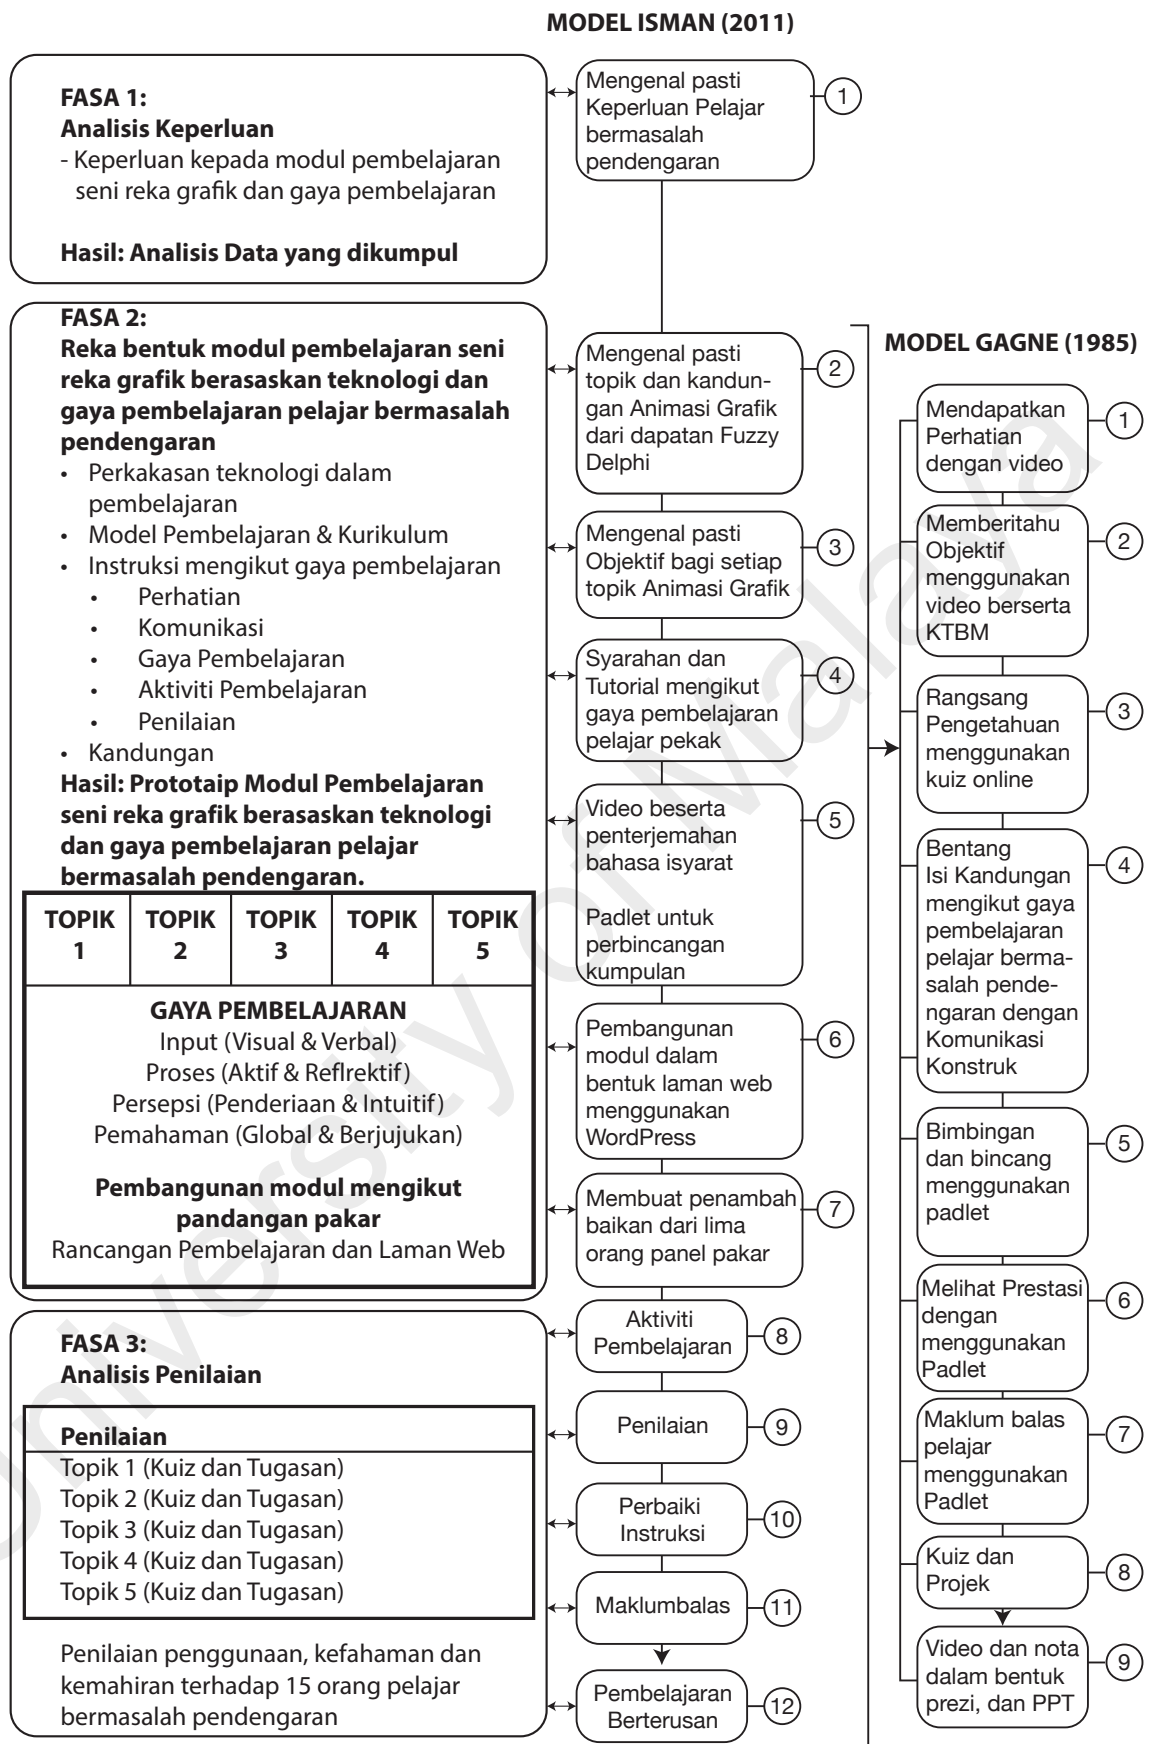 MODEL ISMAN (2011)
FASA 1:
Analisis Keperluan
- Keperluan kepada modul pembelajaran
seni reka grafik dan gaya pembelajaran
Hasil: Analisis Data yang dikumpul
FASA 2:
Reka bentuk modul pembelajaran seni
reka grafik berasaskan teknologi dan
gaya pembelajaran pelajar bermasalah
pendengaran
• Perkakasan teknologi dalam
pembelajaran
• Model Pembelajaran & Kurikulum
• Instruksi mengikut gaya pembelajaran
• Perhatian
• Komunikasi
• Gaya Pembelajaran
• Aktiviti Pembelajaran
• Penilaian
• Kandungan
Hasil: Prototaip Modul Pembelajaran
seni reka grafik berasaskan teknologi
dan gaya pembelajaran pelajar
bermasalah pendengaran.
TOPIK TOPIK TOPIK TOPIK TOPIK
1 2 3 4 5
GAYA PEMBELAJARAN
Input (Visual & Verbal)
Proses (Aktif & Reflrektif)
Persepsi (Penderiaan & Intuitif)
Pemahaman (Global & Berjujukan)
Pembangunan modul mengikut
pandangan pakar
Rancangan Pembelajaran dan Laman Web
FASA 3:
Analisis Penilaian
Penilaian
Topik 1 (Kuiz dan Tugasan)
Topik 2 (Kuiz dan Tugasan)
Topik 3 (Kuiz dan Tugasan)
Topik 4 (Kuiz dan Tugasan)
Topik 5 (Kuiz dan Tugasan)
Penilaian penggunaan, kefahaman dan
kemahiran terhadap 15 orang pelajar
bermasalah pendengaran
Mengenal pasti
Keperluan Pelajar
bermasalah
pendengaran
1
Mengenal pasti
topik dan kandun-
gan Animasi Grafik
dari dapatan Fuzzy
Delphi
2
Mengenal pasti
Objektif bagi setiap
topik Animasi Grafik
3
Syarahan dan
Tutorial mengikut
gaya pembelajaran
pelajar pekak
4
Video beserta
penterjemahan
bahasa isyarat
Padlet untuk
perbincangan
kumpulan
5
Pembangunan
modul dalam
bentuk laman web
menggunakan
WordPress
6
Membuat penambah
baikan dari lima
orang panel pakar
7
Aktiviti
Pembelajaran
8
Penilaian
9
Perbaiki
Instruksi
10
Maklumbalas
11
Pembelajaran
Berterusan
12
MODEL GAGNE (1985)
Mendapatkan
Perhatian
dengan video
1
Memberitahu
Objektif
menggunakan
video berserta
KTBM
2
Rangsang
Pengetahuan
menggunakan
kuiz online
3
Bentang
Isi Kandungan
mengikut gaya
pembelajaran
pelajar berma-
salah pende-
ngaran dengan
Komunikasi
Konstruk
4
Bimbingan
dan bincang
menggunakan
padlet
5
Melihat Prestasi
dengan
menggunakan
Padlet
6
Maklum balas
pelajar
menggunakan
Padlet
7
Kuiz dan
Projek
8
Video dan nota
dalam bentuk
prezi, dan PPT
9
University of Malaya